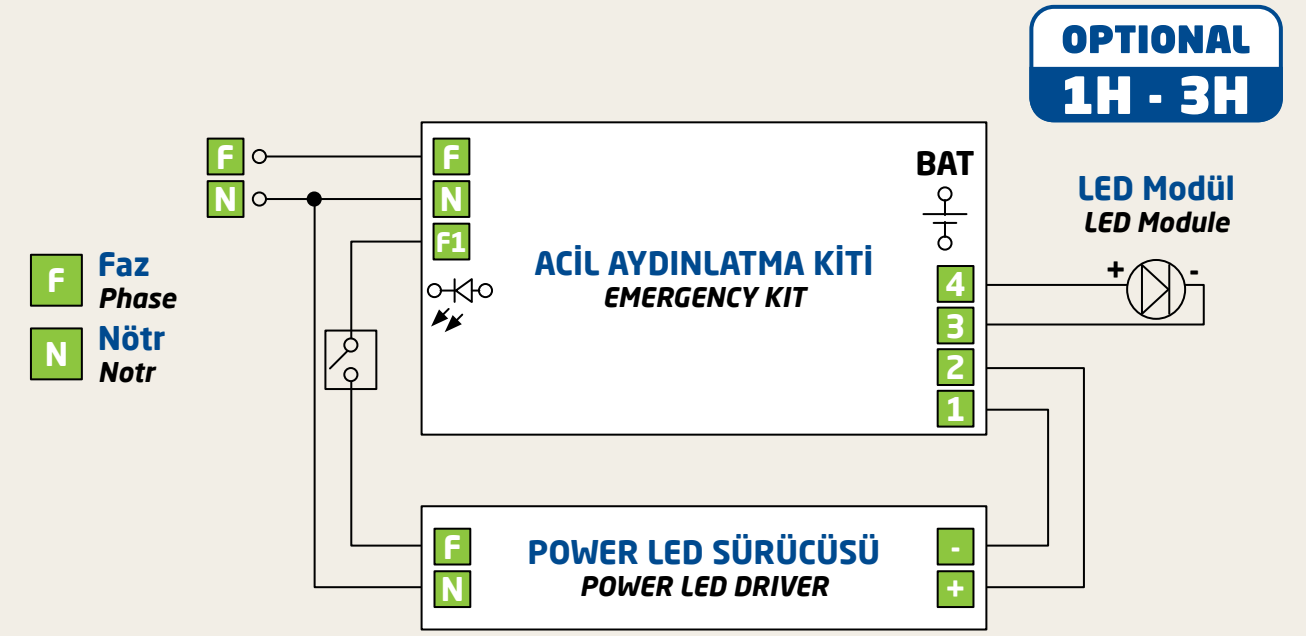 OPTIONAL
1H - 3H
F
N
F
N
F1
BAT
ACİL AYDINLATMA KİTİ
EMERGENCY KIT
4
3
2
1
LED Modül
LED Module
+ -
F
Faz
Phase
N
Nötr
Notr
F
N
POWER LED SÜRÜCÜSÜ
POWER LED DRIVER
-
+